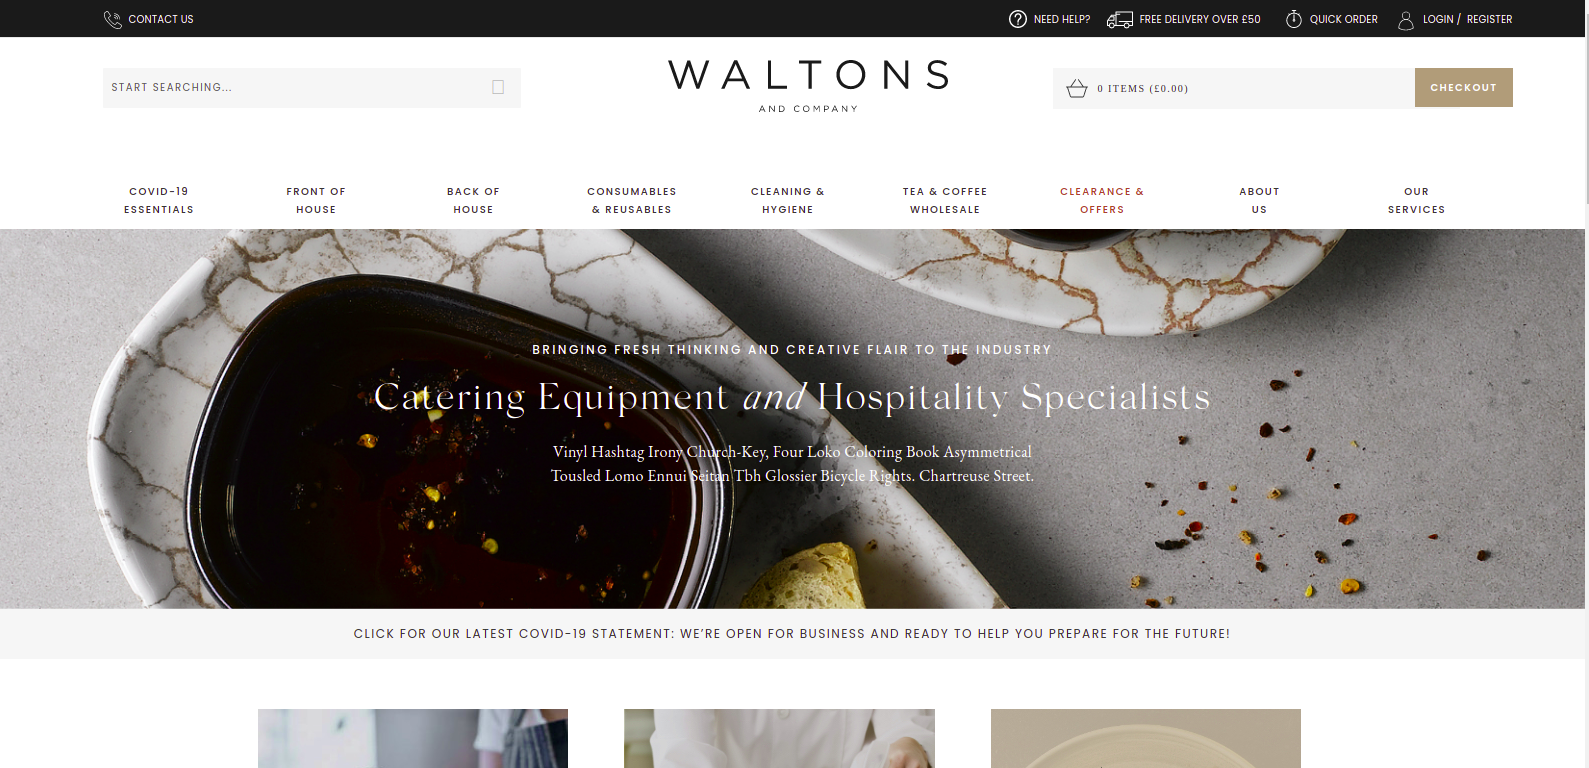 CONTACT US
NEED HELP?
FREE DELIVERY OVER £50
QUICK ORDER
LOGIN / REGISTER
START SEARCHING...
WALTONS
AND COMPANY
0 ITEMS (£0.00)
CHECKOUT
COVID-19
ESSENTIALS
FRONT OF
HOUSE
BACK OF
HOUSE
CONSUMABLES
& REUSABLES
CLEANING &
HYGIENE
TEA & COFFEE
WHOLESALE
CLEARANCE &
OFFERS
ABOUT
US
OUR
SERVICES
BRINGING FRESH THINKING AND CREATIVE FLAIR TO THE INDUSTRY
Catering Equipment and Hospitality Specialists
Vinyl Hashtag Irony Church-Key, Four Loko Coloring Book Asymmetrical
Tousled Lomo Ennui Seitan Tbh Glossier Bicycle Rights. Chartreuse Street.
CLICK FOR OUR LATEST COVID-19 STATEMENT: WE'RE OPEN FOR BUSINESS AND READY TO HELP YOU PREPARE FOR THE FUTURE!